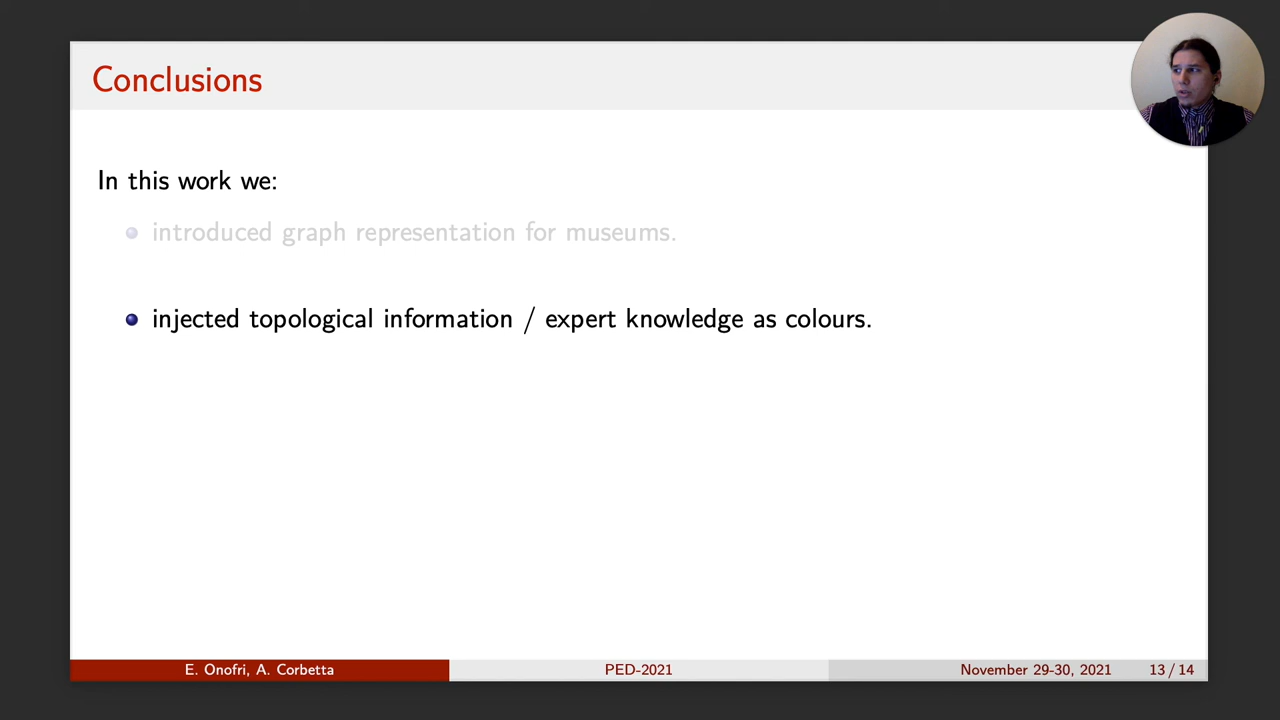 Conclusions
In this work we:
introduced graph representation for museums.
injected topological information / expert knowledge as colours.
E. Onofri, A. Corbetta PED-2021 November 29-30, 2021 13 / 14